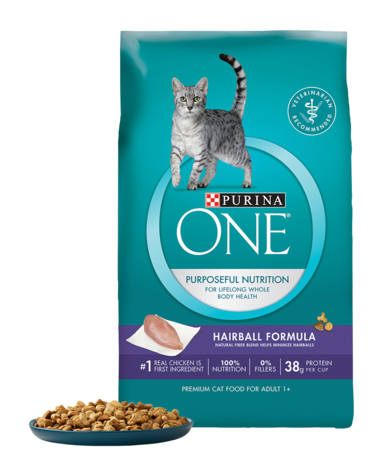 VETERINARIAN
RECOMMENDED
PURINA
ONE®
PURPOSEFUL NUTRITION
FOR LIFELONG WHOLE
BODY HEALTH
HAIRBALL FORMULA
NATURAL FIBER BLEND HELPS MINIMIZE HAIRBALLS
#1 REAL CHICKEN IS FIRST INGREDIENT
100% NUTRITION
0% FILLERS
38g PROTEIN PER CUP
PREMIUM CAT FOOD FOR ADULT 1+